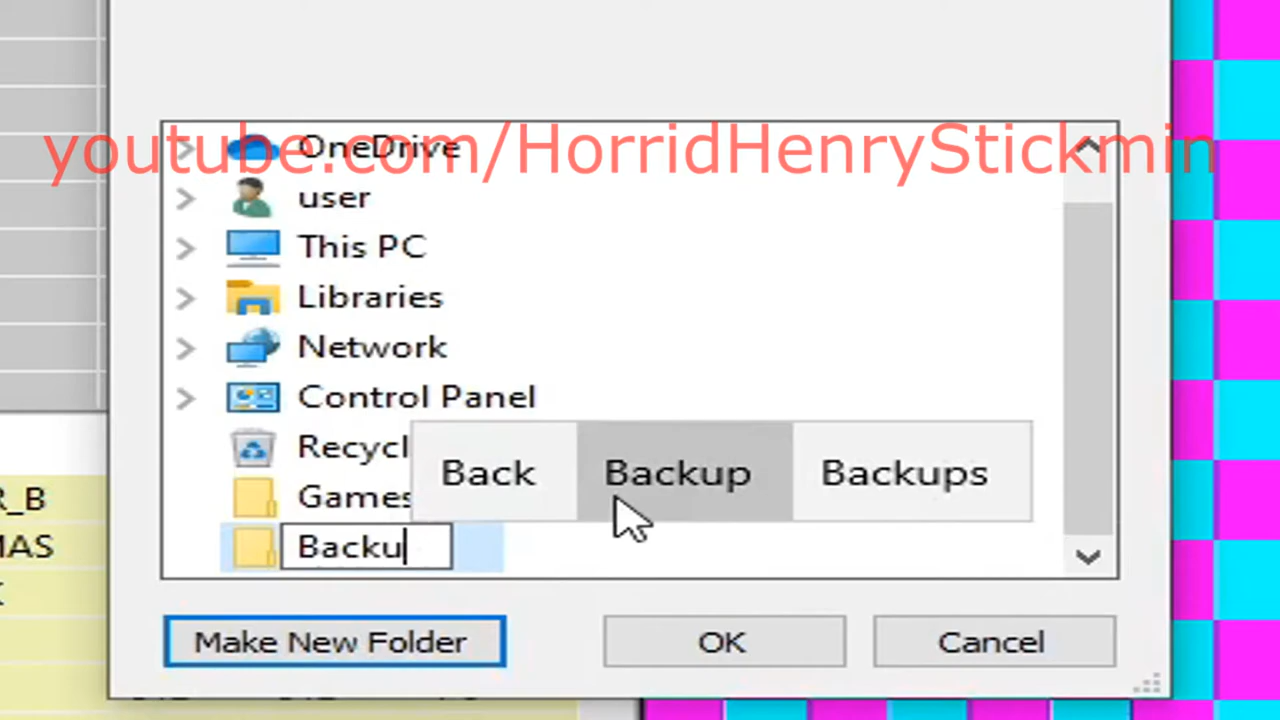 youtube.com/HorridHenryStickmin
OneDrive
user
This PC
Libraries
Network
Control Panel
Recycl
Back Backup Backups
Games
R_B
Backu
MAS
Make New Folder OK Cancel